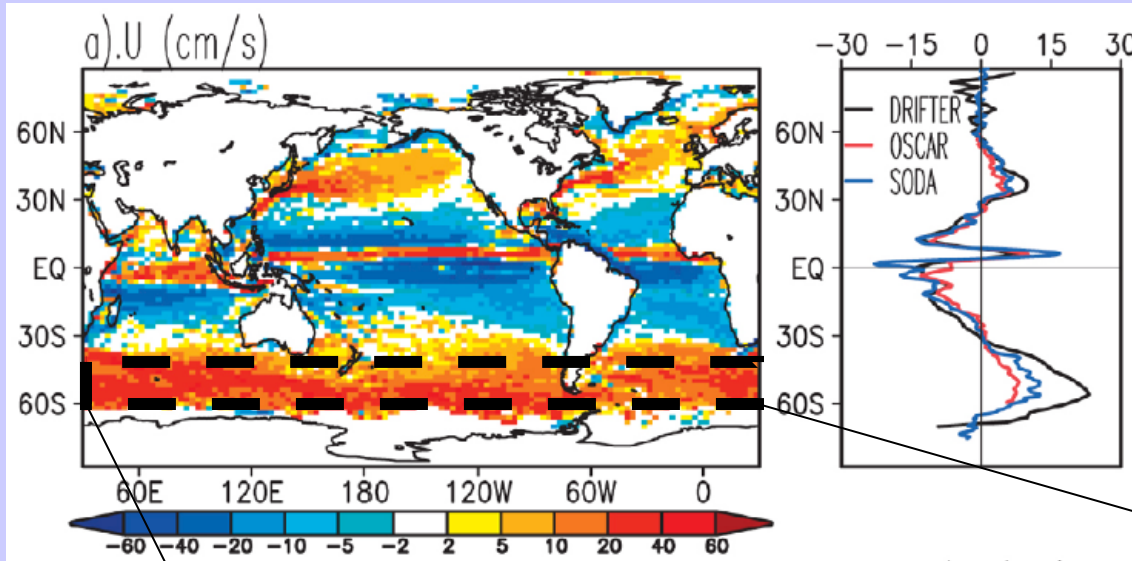 a).U (cm/s)
-30 -15 0 15 30
60N
30N
EQ
30S
60S
60E 120E 180 120W 60W 0
-60 -40 -20 -10 -5 -2 2 5 10 20 40 60
DRIFTER
OSCAR
SODA
60N
30N
EQ
30S
60S